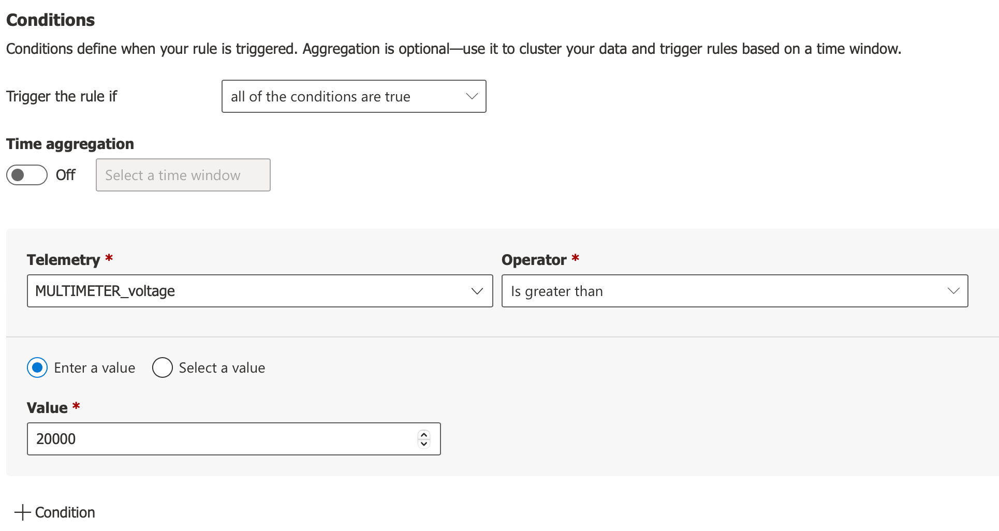 Conditions
Conditions define when your rule is triggered. Aggregation is optional—use it to cluster your data and trigger rules based on a time window.
Trigger the rule if
all of the conditions are true
Time aggregation
Off
Select a time window
Telemetry *
Operator *
MULTIMETER_voltage
Is greater than
Enter a value
Select a value
Value *
20000
Condition